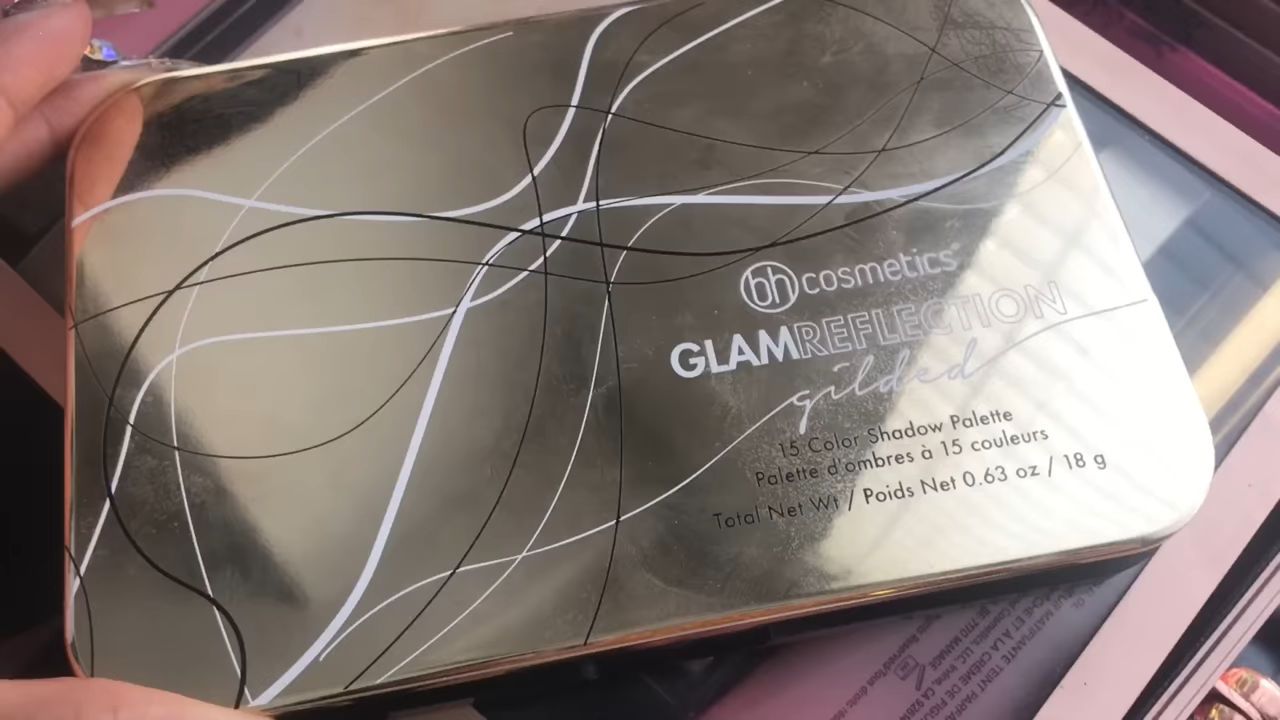 bh cosmetics
GLAMREFLECTION
gilded
15 Color Shadow Palette
Palette d'ombres à 15 couleurs
Total Net Wt / Poids Net 0.63 oz / 18 g